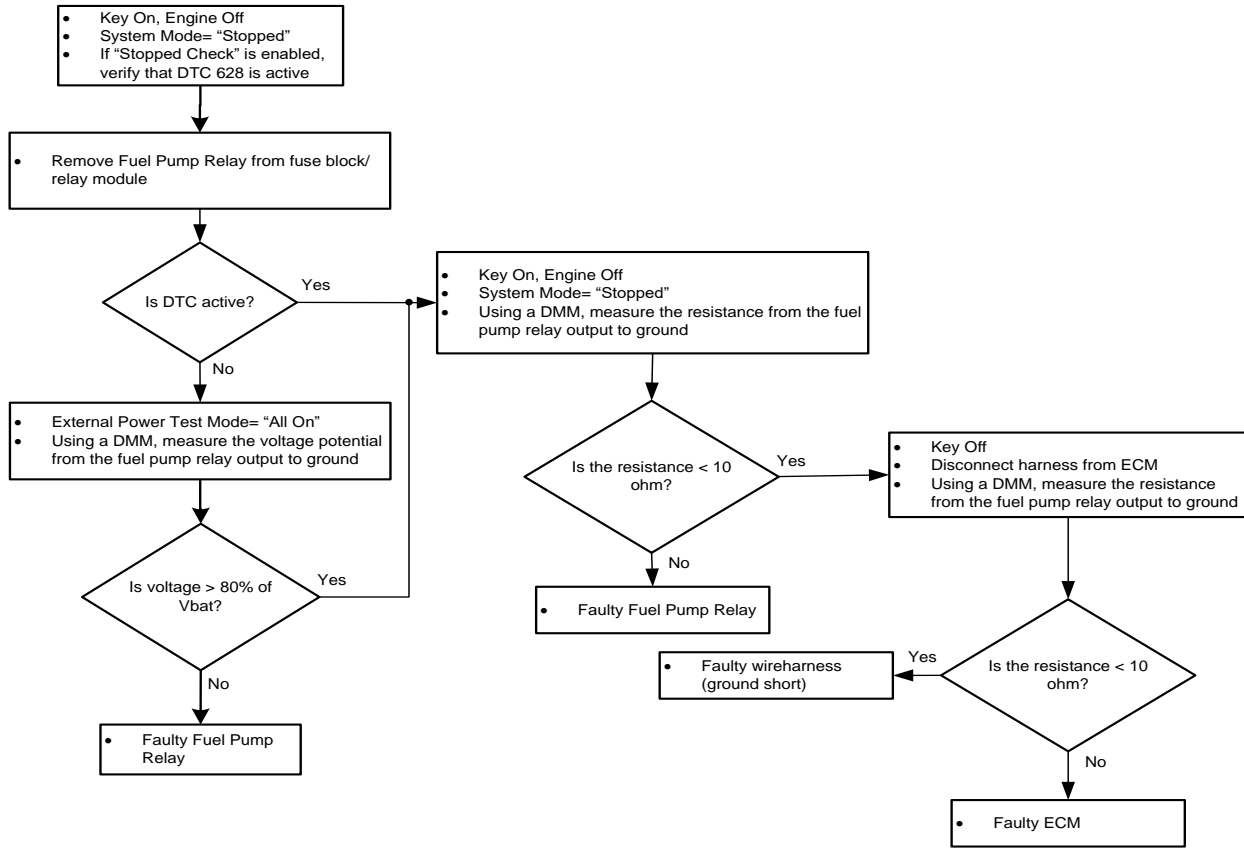 • Key On, Engine Off
• System Mode= “Stopped”
• If “Stopped Check” is enabled,
verify that DTC 628 is active
• Remove Fuel Pump Relay from fuse block/
relay module
Is DTC active?
Yes
No
• External Power Test Mode= “All On”
• Using a DMM, measure the voltage potential
from the fuel pump relay output to ground
Is voltage > 80% of
Vbat?
Yes
No
• Faulty Fuel Pump
Relay
• Key On, Engine Off
• System Mode= “Stopped”
• Using a DMM, measure the resistance from the fuel
pump relay output to ground
Is the resistance < 10
ohm?
Yes
No
• Faulty Fuel Pump Relay
• Key Off
• Disconnect harness from ECM
• Using a DMM, measure the resistance
from the fuel pump relay output to ground
Is the resistance < 10
ohm?
Yes
• Faulty wireharness
(ground short)
No
• Faulty ECM